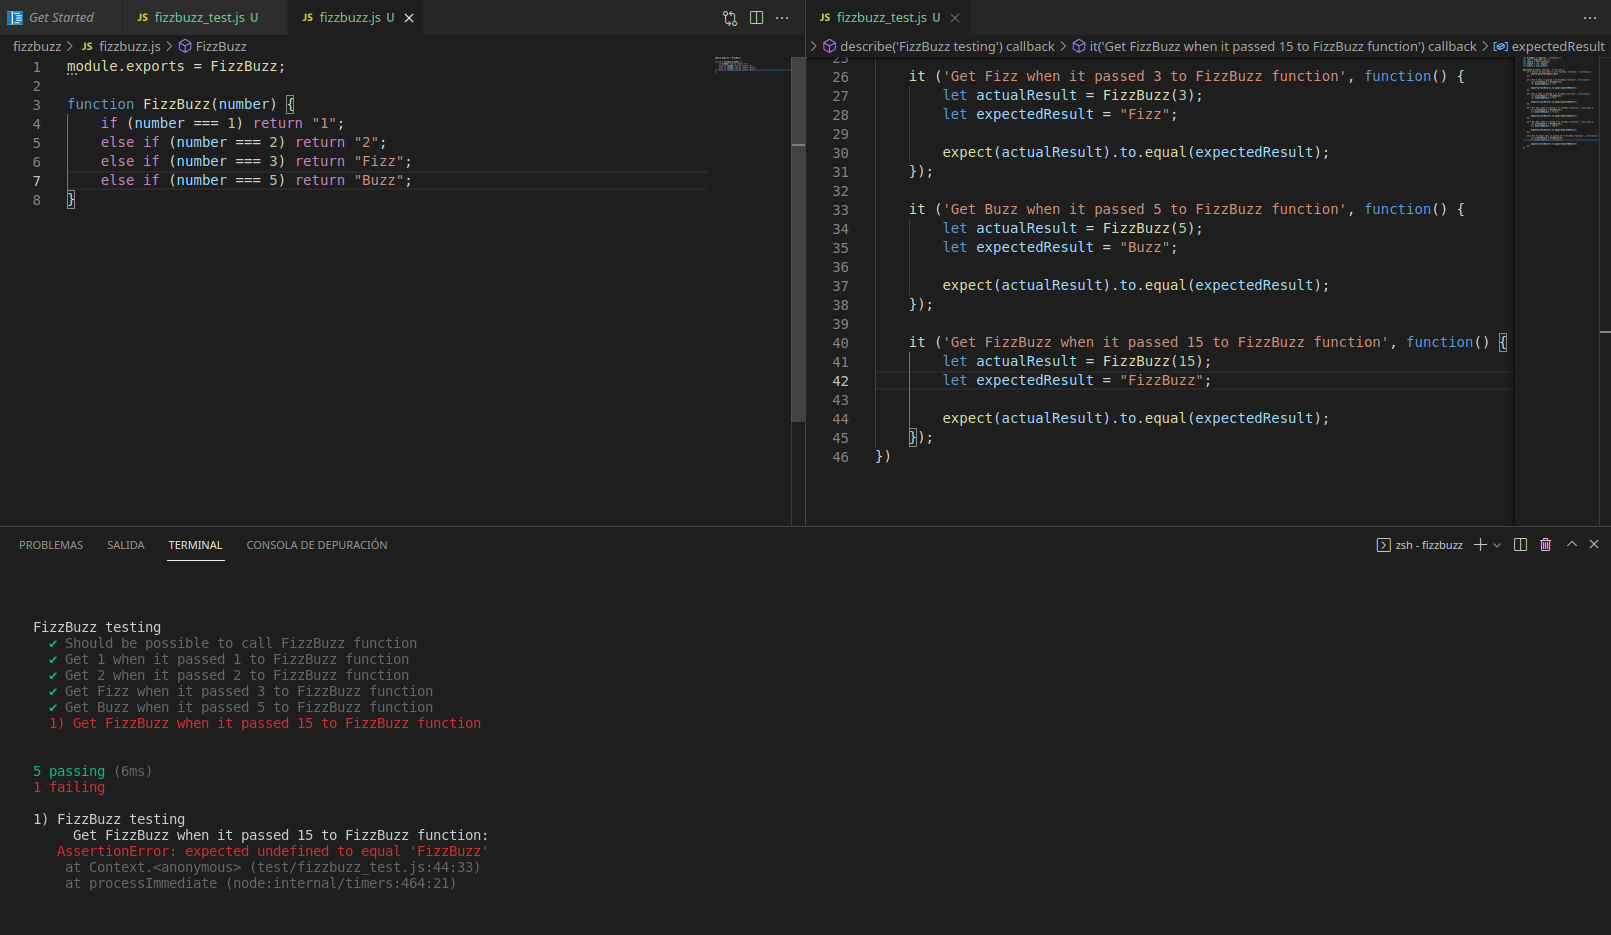 Get Started
JS fizzbuzz_test.js U
JS fizzbuzz.js U
fizzbuzz > JS fizzbuzz.js > FizzBuzz
1 module.exports = FizzBuzz;
2
3 function FizzBuzz(number) {
4 if (number === 1) return "1";
5 else if (number === 2) return "2";
6 else if (number === 3) return "Fizz";
7 else if (number === 5) return "Buzz";
8 }
JS fizzbuzz_test.js U
> describe('FizzBuzz testing') callback > it('Get FizzBuzz when it passed 15 to FizzBuzz function') callback > expectedResult
25
26 it ('Get Fizz when it passed 3 to FizzBuzz function', function() {
27 let actualResult = FizzBuzz(3);
28 let expectedResult = "Fizz";
29
30 expect(actualResult).to.equal(expectedResult);
31 });
32
33 it ('Get Buzz when it passed 5 to FizzBuzz function', function() {
34 let actualResult = FizzBuzz(5);
35 let expectedResult = "Buzz";
36
37 expect(actualResult).to.equal(expectedResult);
38 });
39
40 it ('Get FizzBuzz when it passed 15 to FizzBuzz function', function() {
41 let actualResult = FizzBuzz(15);
42 let expectedResult = "FizzBuzz";
43
44 expect(actualResult).to.equal(expectedResult);
45 });
46 })
PROBLEMAS SALIDA TERMINAL CONSOLA DE DEPURACIÓN
zsh - fizzbuzz
FizzBuzz testing
✔ Should be possible to call FizzBuzz function
✔ Get 1 when it passed 1 to FizzBuzz function
✔ Get 2 when it passed 2 to FizzBuzz function
✔ Get Fizz when it passed 3 to FizzBuzz function
✔ Get Buzz when it passed 5 to FizzBuzz function
1) Get FizzBuzz when it passed 15 to FizzBuzz function
5 passing (6ms)
1 failing
1) FizzBuzz testing
Get FizzBuzz when it passed 15 to FizzBuzz function:
AssertionError: expected undefined to equal 'FizzBuzz'
at Context.<anonymous> (test/fizzbuzz_test.js:44:33)
at processImmediate (node:internal/timers:464:21)